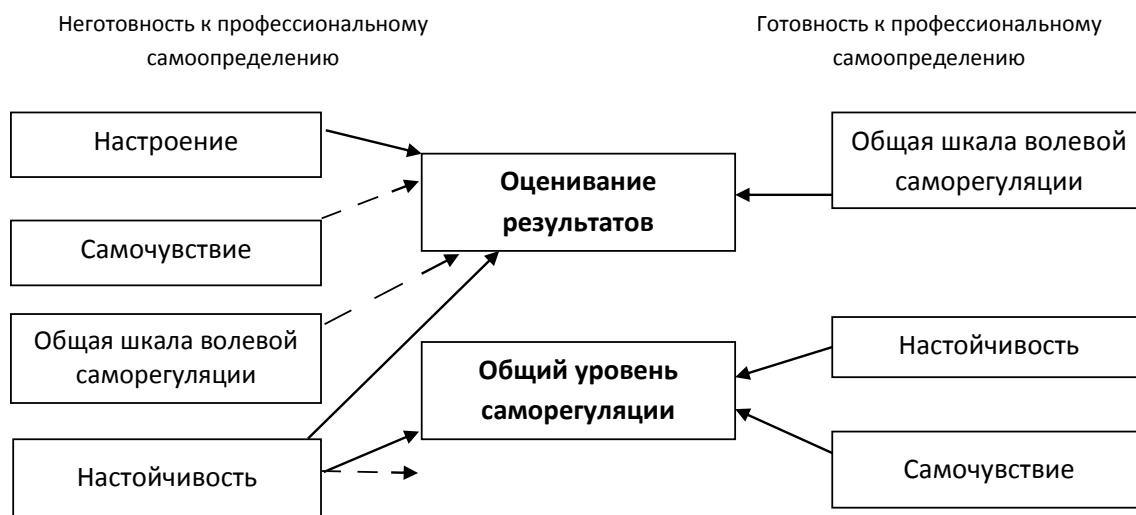 Неготовность к профессиональному
самоопределению
Готовность к профессиональному
самоопределению
Настроение
Самочувствие
Общая шкала волевой
саморегуляции
Настойчивость
Оценивание
результатов
Общий уровень
саморегуляции
Общая шкала волевой
саморегуляции
Настойчивость
Самочувствие